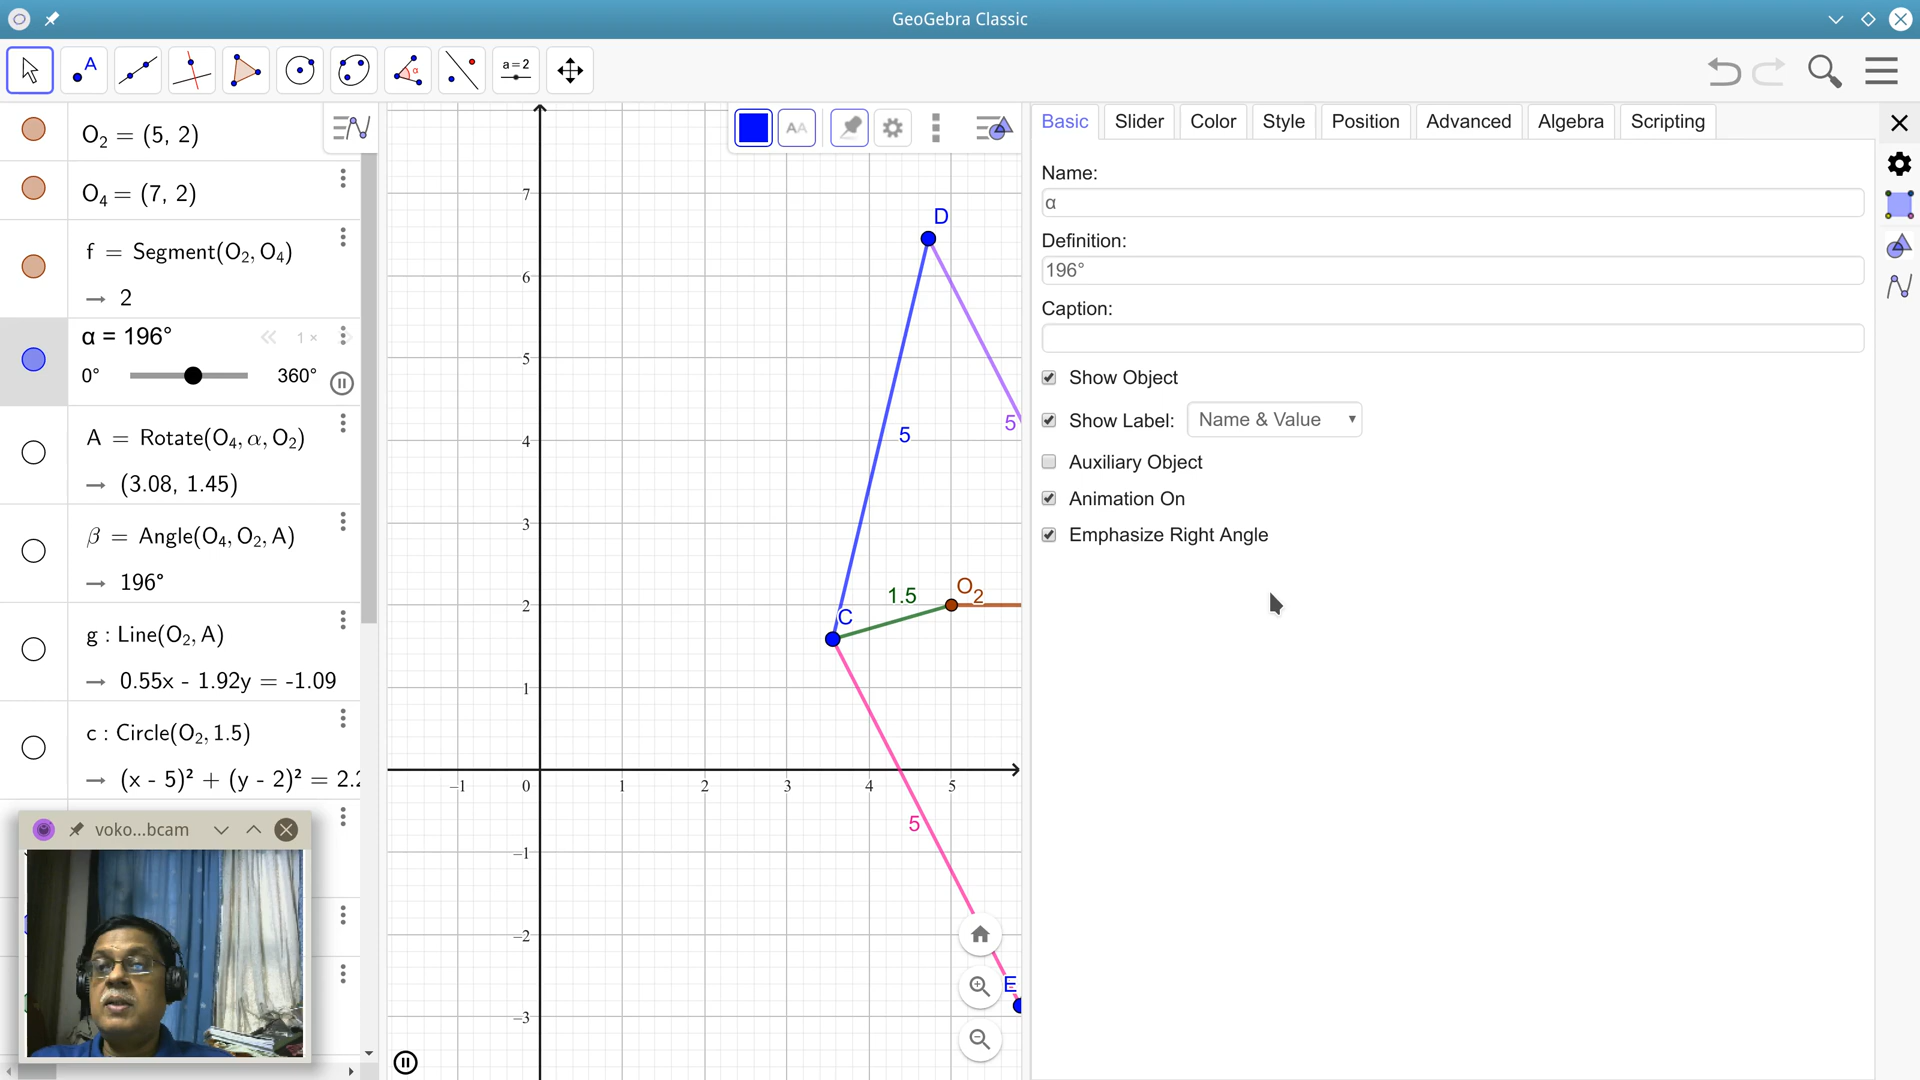 GeoGebra Classic
A
α
a=2
O₂ = (5, 2)
O₄ = (7, 2)
f = Segment(O₂, O₄)
→ 2
α = 196°
1 ×
0°
360°
A = Rotate(O₄, α, O₂)
→ (3.08, 1.45)
β = Angle(O₄, O₂, A)
→ 196°
g : Line(O₂, A)
→ 0.55x - 1.92y = -1.09
c : Circle(O₂, 1.5)
→ (x - 5)² + (y - 2)² = 2.2
voko...bcam
AA
7
6
5
4
3
2
1
0
−1
−2
−3
−1
1
2
3
4
5
D
5
5
1.5
O₂
C
5
E
Basic
Slider
Color
Style
Position
Advanced
Algebra
Scripting
Name:
α
Definition:
196°
Caption:
Show Object
Show Label:
Name & Value
Auxiliary Object
Animation On
Emphasize Right Angle